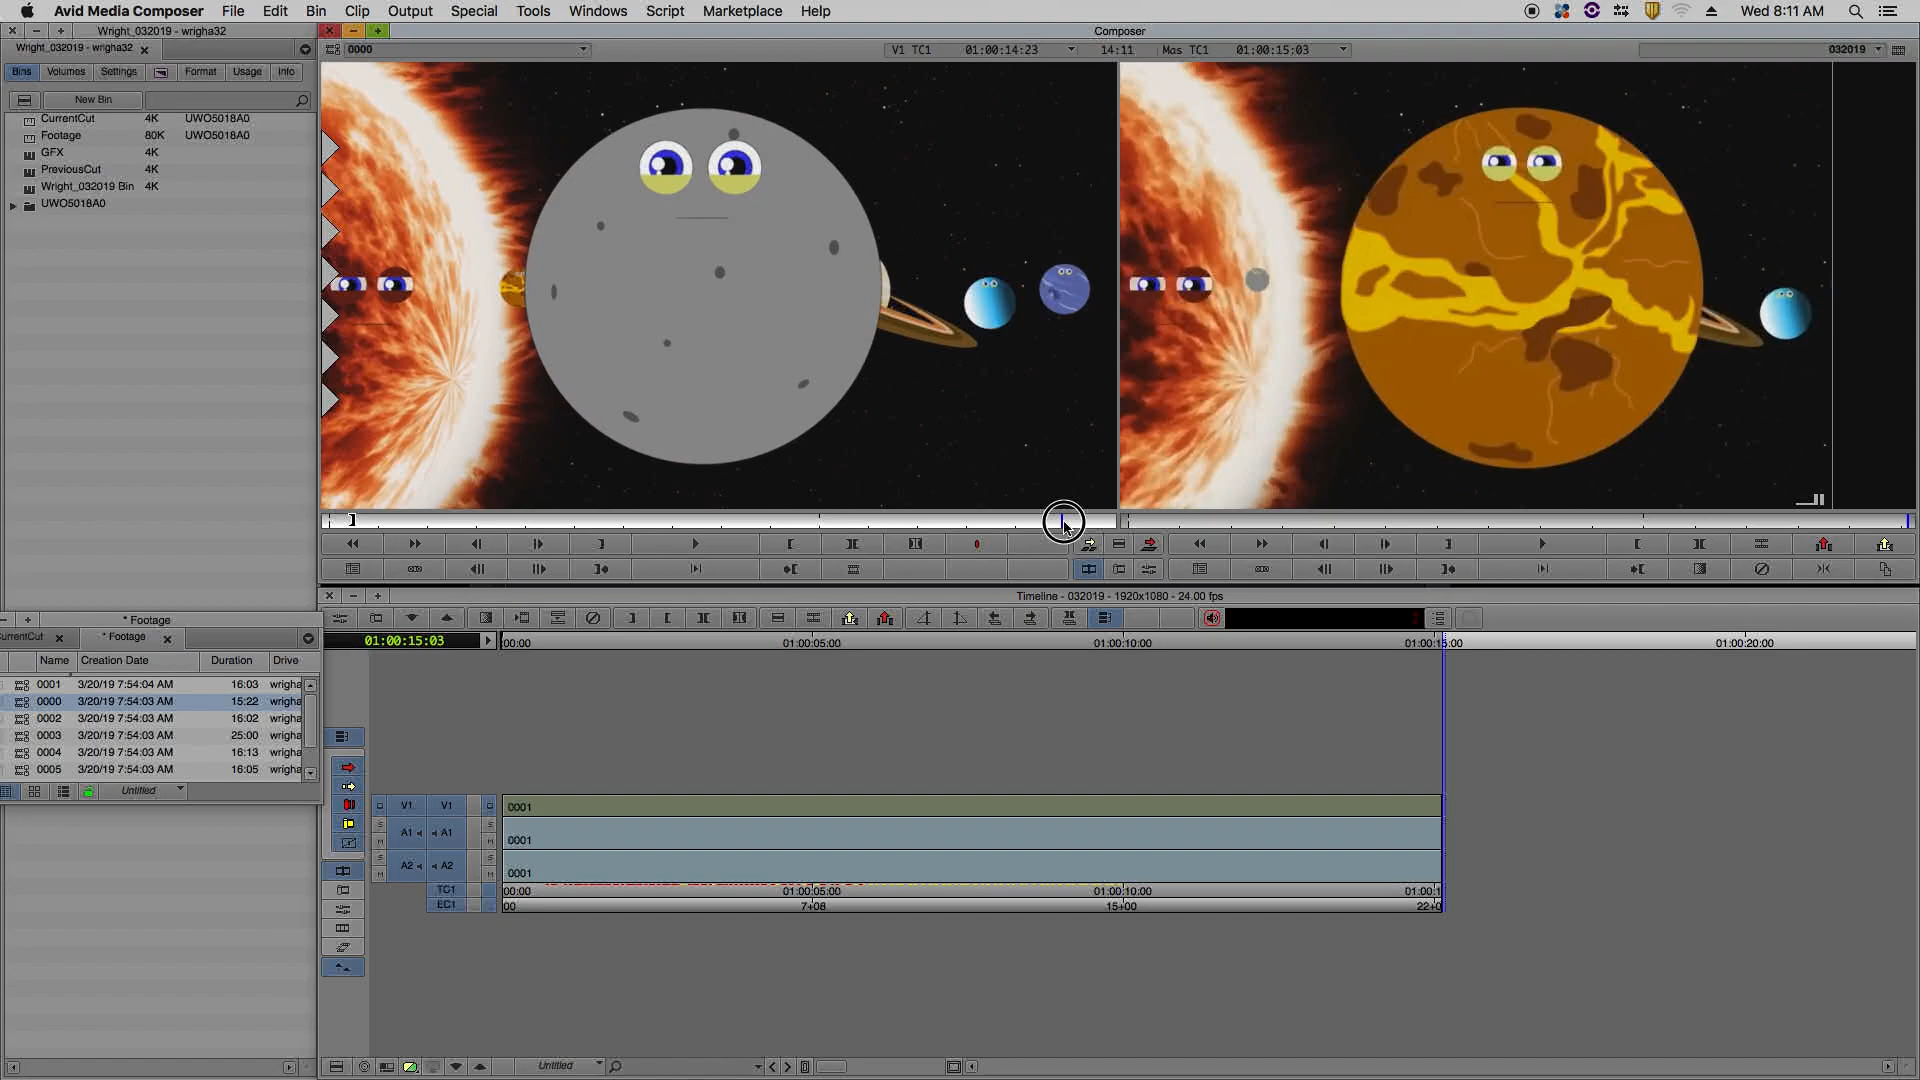 Avid Media Composer File Edit Bin Clip Output Special Tools Windows Script Marketplace Help Wed 8:11 AM
Wright_032019 - wrigha32
Composer
Wright_032019 - wrigha32
0000
V1 TC1 01:00:14:23 14:11 Mas TC1 01:00:15:03
032019
Bins Volumes Settings Format Usage Info
New Bin
CurrentCut 4K UWO5018A0
Footage 80K UWO5018A0
GFX 4K
PreviousCut 4K
Wright_032019 Bin 4K
UWO5018A0
Timeline - 032019 - 1920x1080 - 24.00 fps
* Footage
urrentCut * Footage
01:00:15:03
00:00 01:00:05:00 01:00:10:00 01:00:15:00 01:00:20:00
Name Creation Date Duration Drive
0001 3/20/19 7:54:04 AM 16:03 wrigha
0000 3/20/19 7:54:03 AM 15:22 wrigha
0002 3/20/19 7:54:03 AM 16:02 wrigha
0003 3/20/19 7:54:03 AM 25:00 wrigha
0004 3/20/19 7:54:03 AM 16:13 wrigha
0005 3/20/19 7:54:03 AM 16:05 wrigha
Untitled
V1 V1 0001
S
A1 A1 0001
M
S
A2 A2 0001
M
TC1 00:00 01:00:05:00 01:00:10:00 01:00:1
EC1 00 7+08 15+00 22+0
Untitled